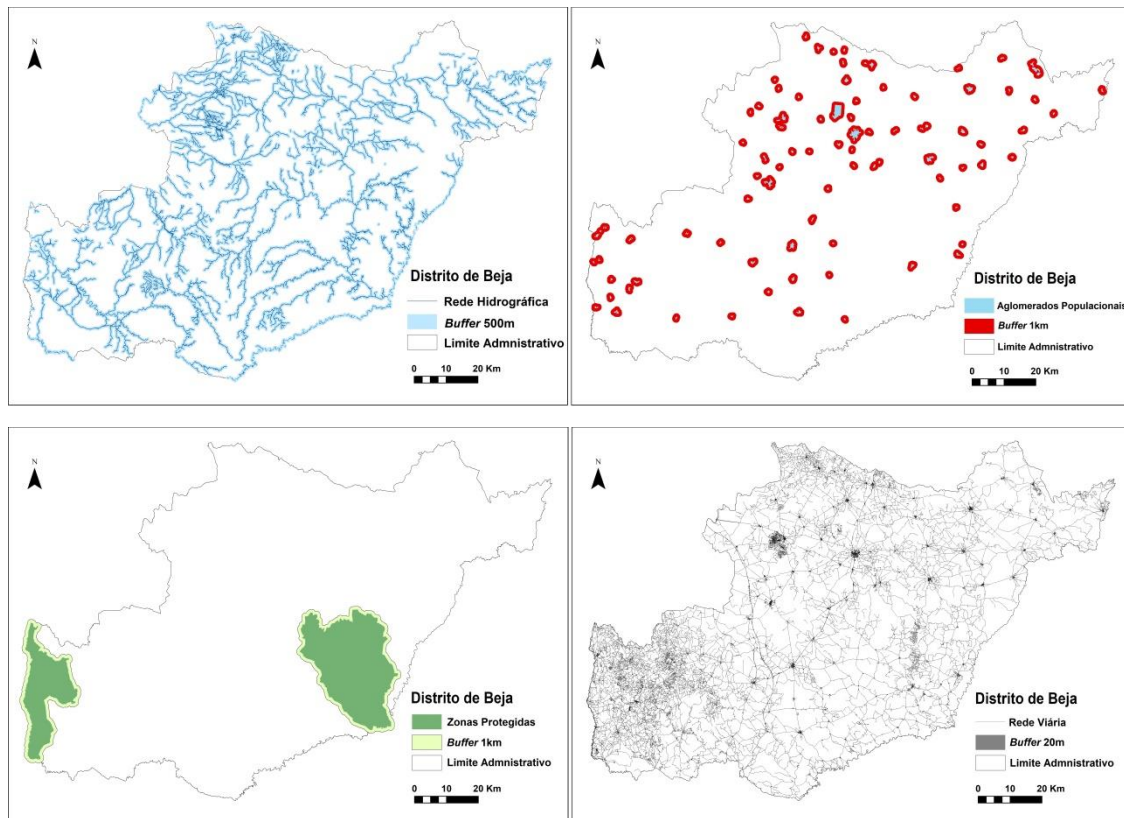 N
Distrito de Beja
Rede Hidrográfica
Buffer 500m
Limite Admnistrativo
0 10 20 Km
N
Distrito de Beja
Aglomerados Populacionais
Buffer 1km
Limite Admnistrativo
0 10 20 Km
N
Distrito de Beja
Zonas Protegidas
Buffer 1km
Limite Admnistrativo
0 10 20 Km
N
Distrito de Beja
Rede Viária
Buffer 20m
Limite Admnistrativo
0 10 20 Km